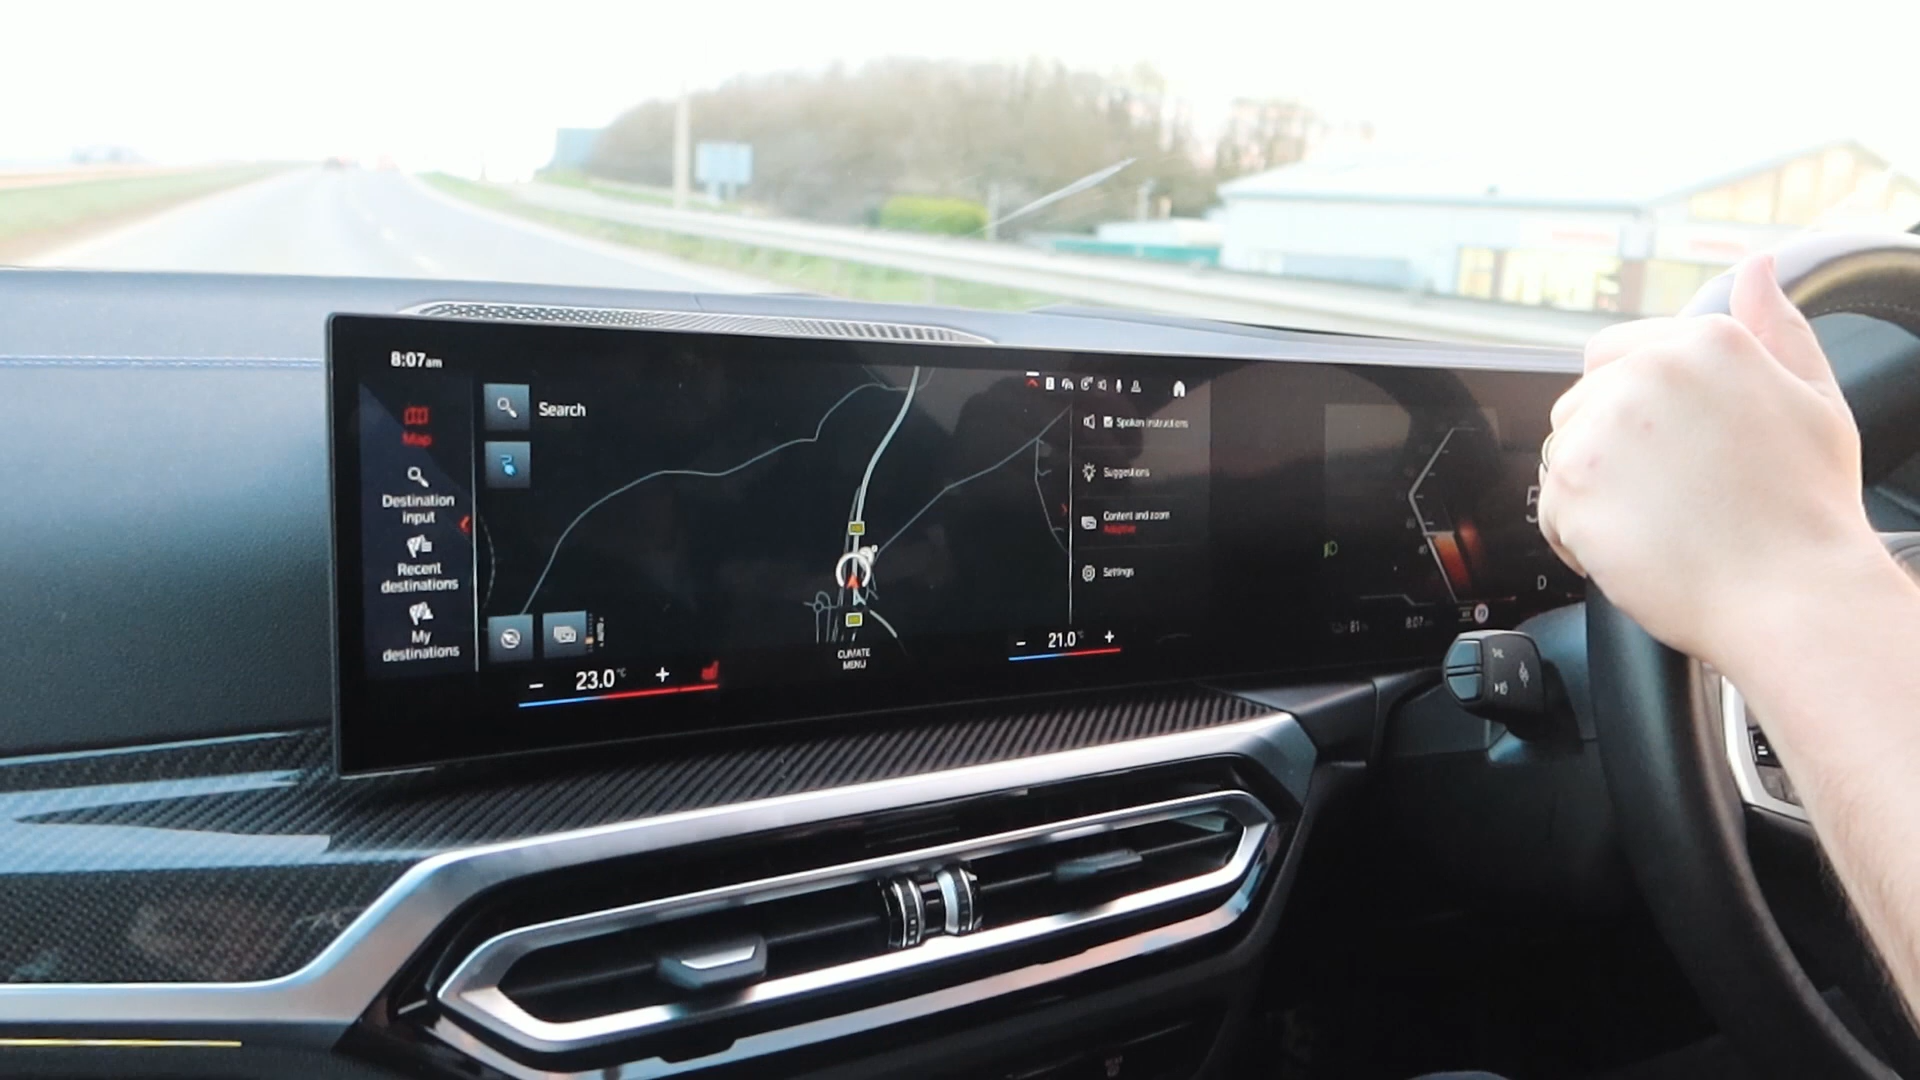 8:07am
Map
Destination
input
Recent
destinations
My
destinations
Search
Spoken instructions
Suggestions
Content and zoom
Adaptive
Settings
CLIMATE
MENU
− 23.0°C +
− 21.0°C +
D
8:07